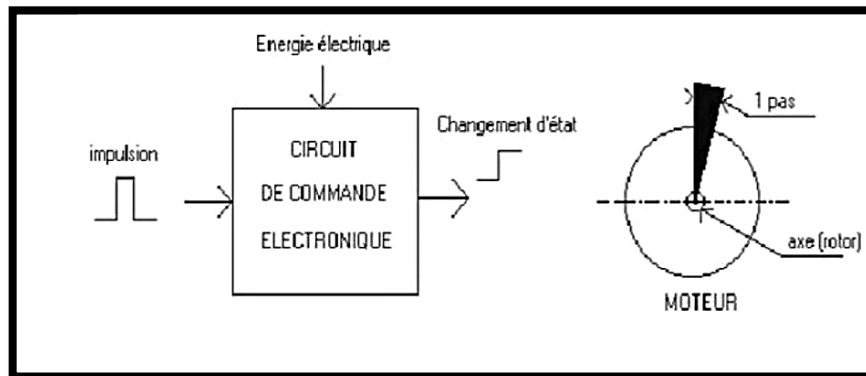 Energie électrique
impulsion
CIRCUIT
DE COMMANDE
ELECTRONIQUE
Changement d'état
1 pas
axe (rotor)
MOTEUR